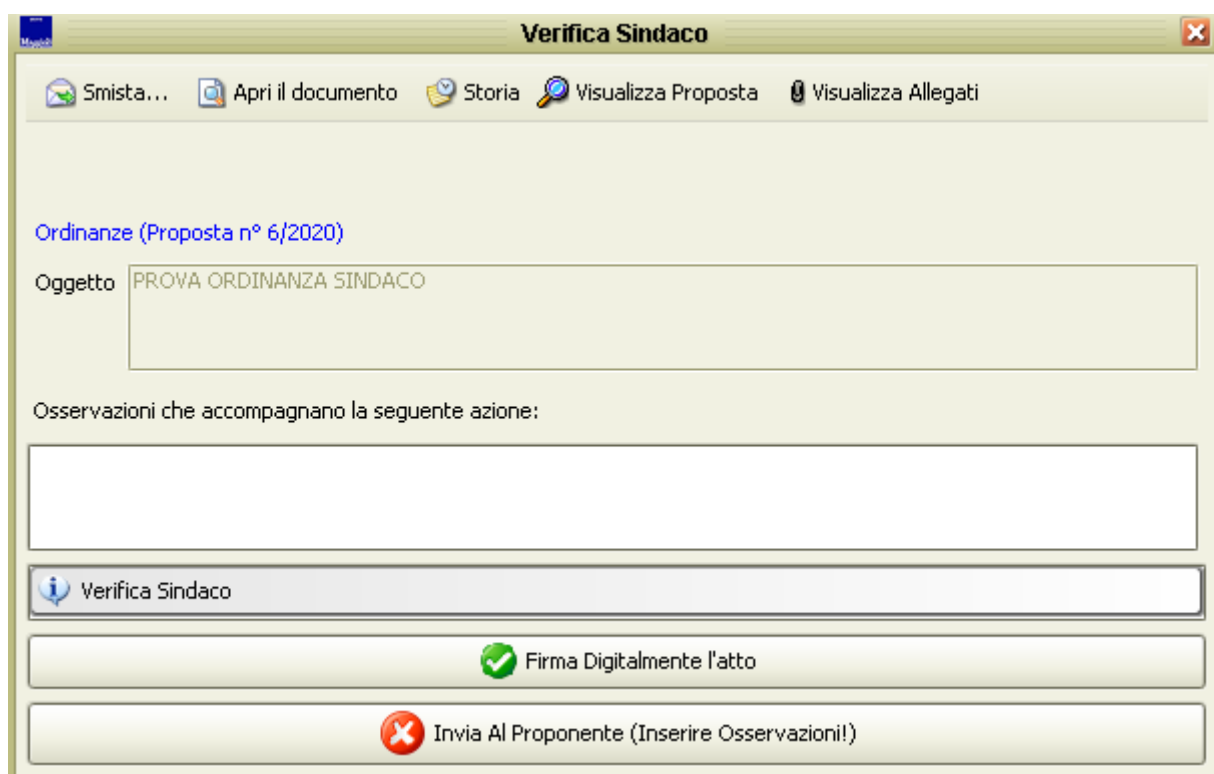 Verifica Sindaco
Smista... Apri il documento Storia Visualizza Proposta Visualizza Allegati
Ordinanze (Proposta n° 6/2020)
Oggetto PROVA ORDINANZA SINDACO
Osservazioni che accompagnano la seguente azione:
Verifica Sindaco
Firma Digitalmente l'atto
Invia Al Proponente (Inserire Osservazioni!)